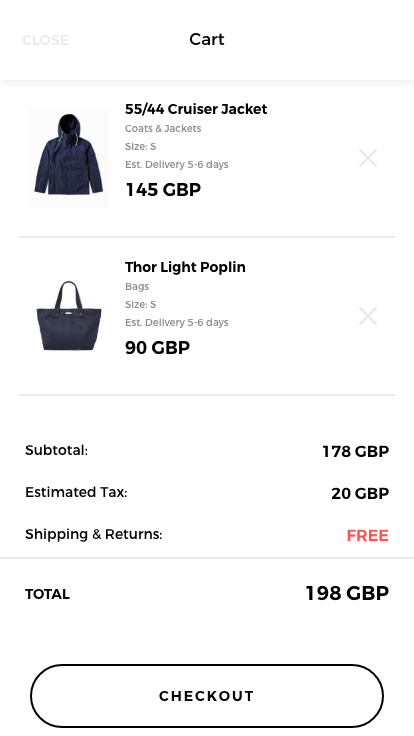 CLOSE
Cart
55/44 Cruiser Jacket
Coats & Jackets
Size: S
Est. Delivery 5-6 days
145 GBP
Thor Light Poplin
Bags
Size: S
Est. Delivery 5-6 days
90 GBP
Subtotal: 178 GBP
Estimated Tax: 20 GBP
Shipping & Returns: FREE
TOTAL 198 GBP
CHECKOUT